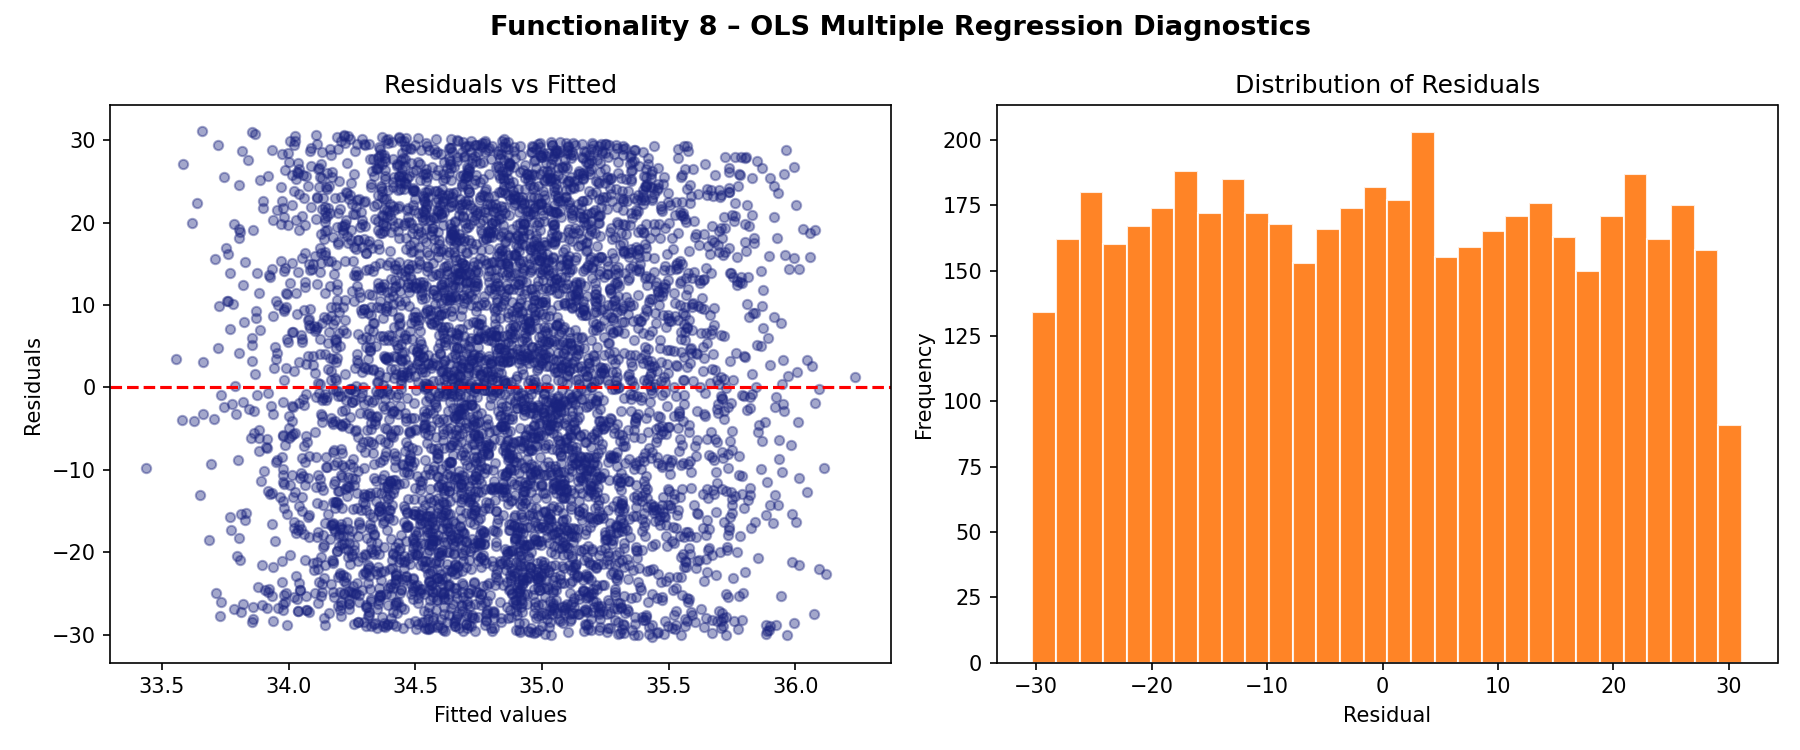 Functionality 8 – OLS Multiple Regression Diagnostics
Residuals vs Fitted
30
20
10
0
−10
−20
−30
Residuals
33.5 34.0 34.5 35.0 35.5 36.0
Fitted values
Distribution of Residuals
200
175
150
125
100
75
50
25
0
Frequency
−30 −20 −10 0 10 20 30
Residual